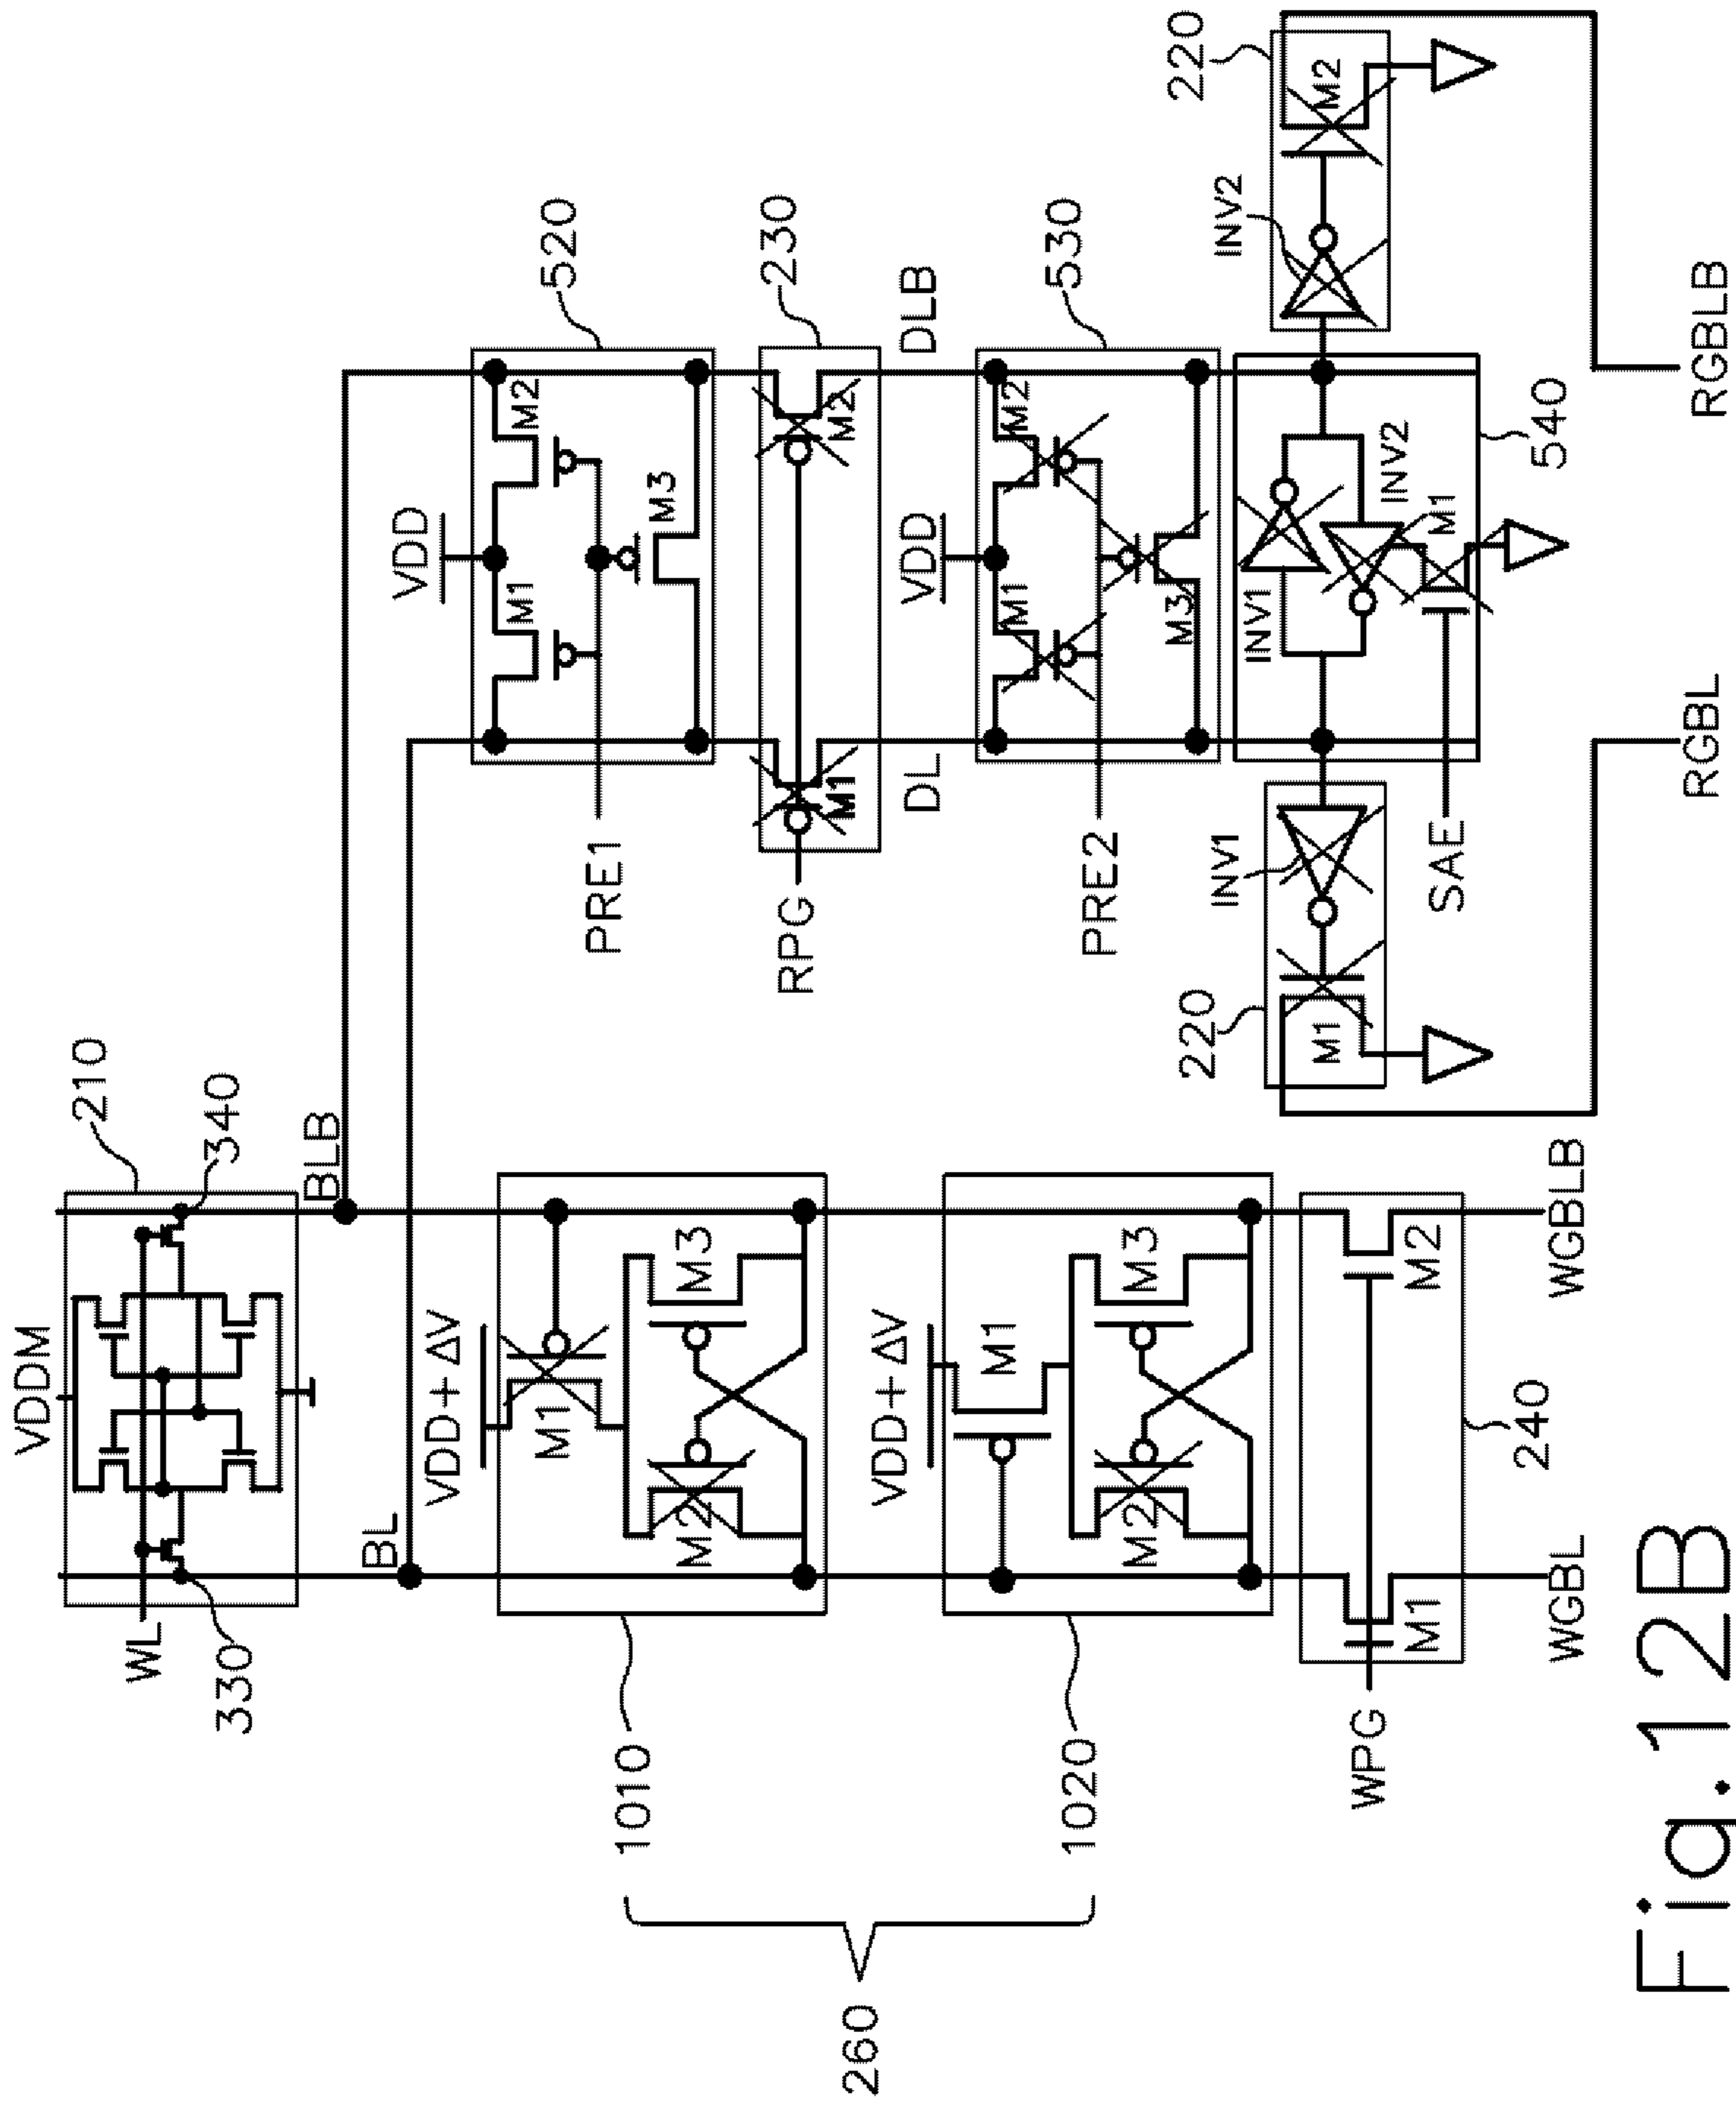 210
VDDM
WL
330
340
BL
BLB
VDD+ ΔV
M1
M2
M3
1010
VDD+ ΔV
M1
M2
M3
1020
260
WPG
M1
M2
240
WGBL
WGBLB
520
VDD
M1
M2
M3
PRE1
230
M1
M2
RPG
DL
DLB
530
VDD
M1
M2
M3
PRE2
INV1
INV2
M1
540
SAE
220
INV1
M1
220
INV2
M2
RGBL
RGBLB
Fig.12B